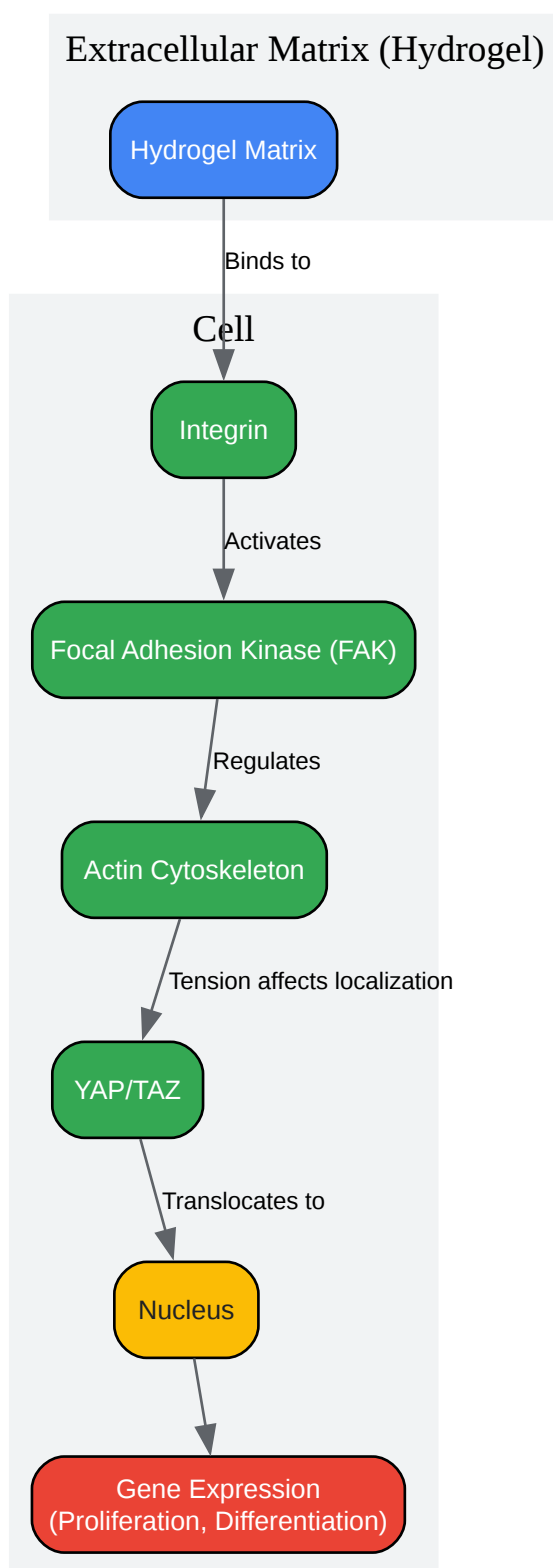 Extracellular Matrix (Hydrogel)
Hydrogel Matrix
Binds to
Cell
Integrin
Activates
Focal Adhesion Kinase (FAK)
Regulates
Actin Cytoskeleton
Tension affects localization
YAP/TAZ
Translocates to
Nucleus
Gene Expression
(Proliferation, Differentiation)